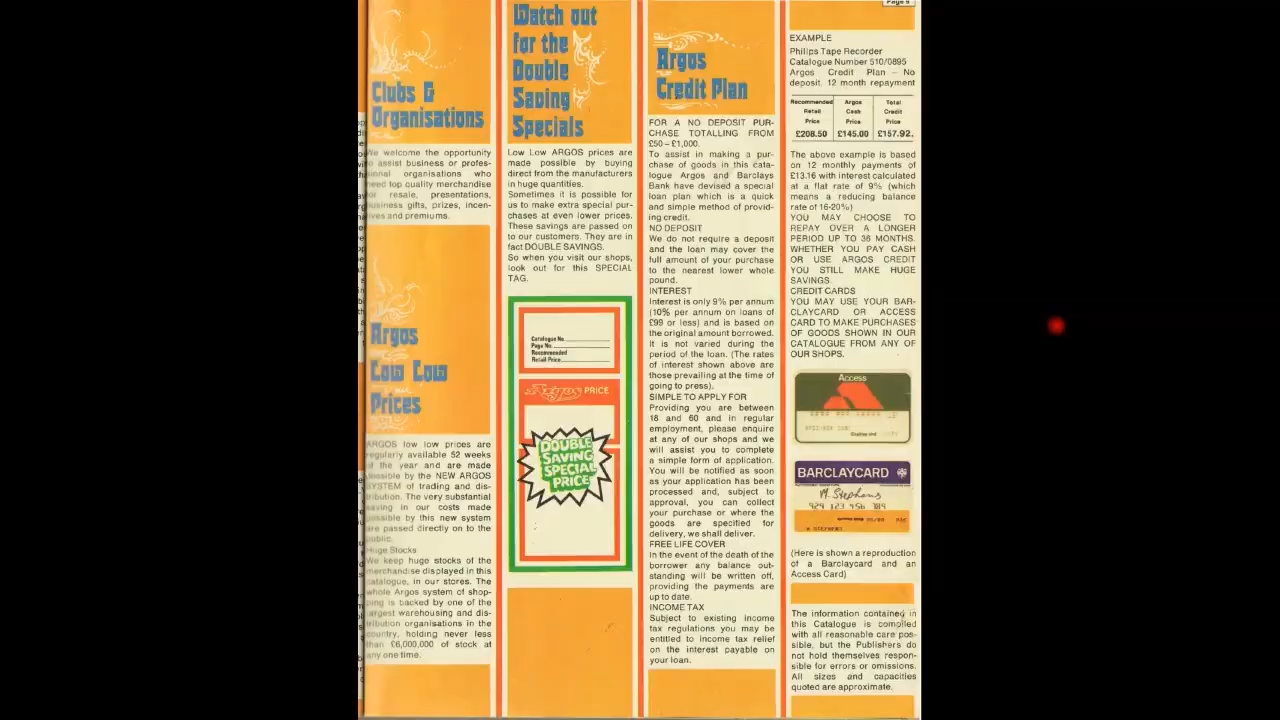 Clubs &
Organisations
We welcome the opportunity
to assist business or profes-
sional organisations who
need top quality merchandise
for resale, presentations,
business gifts, prizes, incen-
tives and premiums.
Argos
Low Low
Prices
ARGOS low low prices are
regularly available 52 weeks
of the year and are made
possible by the NEW ARGOS
SYSTEM of trading and dis-
tribution. The very substantial
saving in our costs made
possible by this new system
are passed directly on to the
public.
Huge Stocks
We keep huge stocks of the
merchandise displayed in this
catalogue, in our stores. The
whole Argos system of shop-
ping is backed by one of the
largest warehousing and dis-
tribution organisations in the
country, holding never less
than £6,000,000 of stock at
any one time.
Watch out
for the
Double
Saving
Specials
Low Low ARGOS prices are
made possible by buying
direct from the manufacturers
in huge quantities.
Sometimes it is possible for
us to make extra special pur-
chases at even lower prices.
These savings are passed on
to our customers. They are in
fact DOUBLE SAVINGS.
So when you visit our shops,
look out for this SPECIAL
TAG.
Catalogue No.
Page No.
Recommended
Retail Price
Argos PRICE
DOUBLE
SAVING
SPECIAL
PRICE
Argos
Credit Plan
FOR A NO DEPOSIT PUR-
CHASE TOTALLING FROM
£50 – £1,000.
To assist in making a pur-
chase of goods in this cata-
logue Argos and Barclays
Bank have devised a special
loan plan which is a quick
and simple method of provid-
ing credit.
NO DEPOSIT
We do not require a deposit
and the loan may cover the
full amount of your purchase
to the nearest lower whole
pound.
INTEREST
Interest is only 9% per annum
(10% per annum on loans of
£99 or less) and is based on
the original amount borrowed.
It is not varied during the
period of the loan. (The rates
of interest shown above are
those prevailing at the time of
going to press).
SIMPLE TO APPLY FOR
Providing you are between
18 and 60 and in regular
employment, please enquire
at any of our shops and we
will assist you to complete
a simple form of application.
You will be notified as soon
as your application has been
processed and, subject to
approval, you can collect
your purchase or where the
goods are specified for
delivery, we shall deliver.
FREE LIFE COVER
In the event of the death of the
borrower any balance out-
standing will be written off,
providing the payments are
up to date.
INCOME TAX
Subject to existing income
tax regulations you may be
entitled to income tax relief
on the interest payable on
your loan.
Page 9
EXAMPLE
Philips Tape Recorder
Catalogue Number 510/0895
Argos Credit Plan – No
deposit. 12 month repayment
Recommended Argos Total
Retail Cash Credit
Price Price Price
£208.50 £145.00 £157.92.
The above example is based
on 12 monthly payments of
£13.16 with interest calculated
at a flat rate of 9% (which
means a reducing balance
rate of 16-20%)
YOU MAY CHOOSE TO
REPAY OVER A LONGER
PERIOD UP TO 36 MONTHS.
WHETHER YOU PAY CASH
OR USE ARGOS CREDIT
YOU STILL MAKE HUGE
SAVINGS.
CREDIT CARDS
YOU MAY USE YOUR BAR-
CLAYCARD OR ACCESS
CARD TO MAKE PURCHASES
OF GOODS SHOWN IN OUR
CATALOGUE FROM ANY OF
OUR SHOPS.
Access
BARCLAYCARD
M. Stephens
929 123 456 789
(Here is shown a reproduction
of a Barclaycard and an
Access Card)
The information contained in
this Catalogue is compiled
with all reasonable care pos-
sible, but the Publishers do
not hold themselves respon-
sible for errors or omissions.
All sizes and capacities
quoted are approximate.